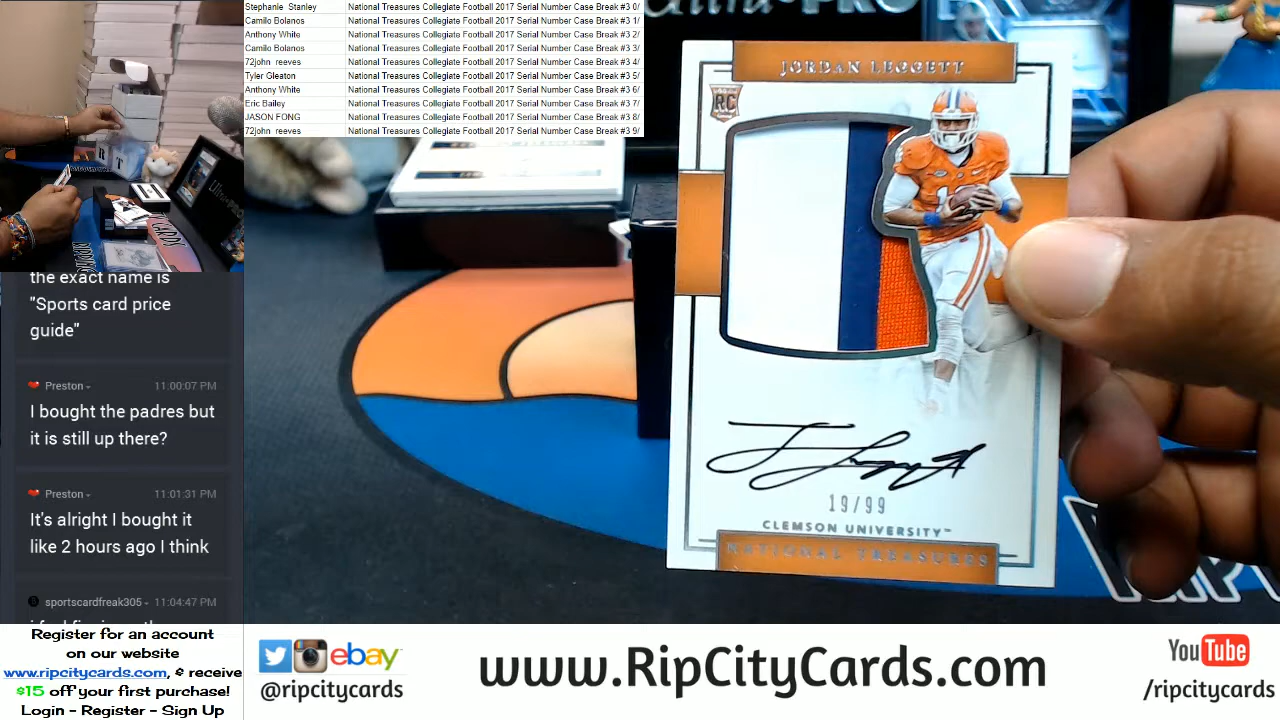 Stephanie Stanley National Treasures Collegiate Football 2017 Serial Number Case Break #3 0/
Camilo Bolanos National Treasures Collegiate Football 2017 Serial Number Case Break #3 1/
Anthony White National Treasures Collegiate Football 2017 Serial Number Case Break #3 2/
Camilo Bolanos National Treasures Collegiate Football 2017 Serial Number Case Break #3 3/
72john reeves National Treasures Collegiate Football 2017 Serial Number Case Break #3 4/
Tyler Gleaton National Treasures Collegiate Football 2017 Serial Number Case Break #3 5/
Anthony White National Treasures Collegiate Football 2017 Serial Number Case Break #3 6/
Eric Bailey National Treasures Collegiate Football 2017 Serial Number Case Break #3 7/
JASON FONG National Treasures Collegiate Football 2017 Serial Number Case Break #3 8/
72john reeves National Treasures Collegiate Football 2017 Serial Number Case Break #3 9/
the exact name is
"Sports card price
guide"
Preston 11:00:07 PM
I bought the padres but
it is still up there?
Preston 11:01:31 PM
It's alright I bought it
like 2 hours ago I think
sportscardfreak305 11:04:47 PM
JORDAN LEGGETT
RC
19/99
CLEMSON UNIVERSITY™
NATIONAL TREASURES
Register for an account
on our website
www.ripcitycards.com, & receive
$15 off your first purchase!
Login - Register - Sign Up
ebay
@ripcitycards
www.RipCityCards.com
YouTube
/ripcitycards